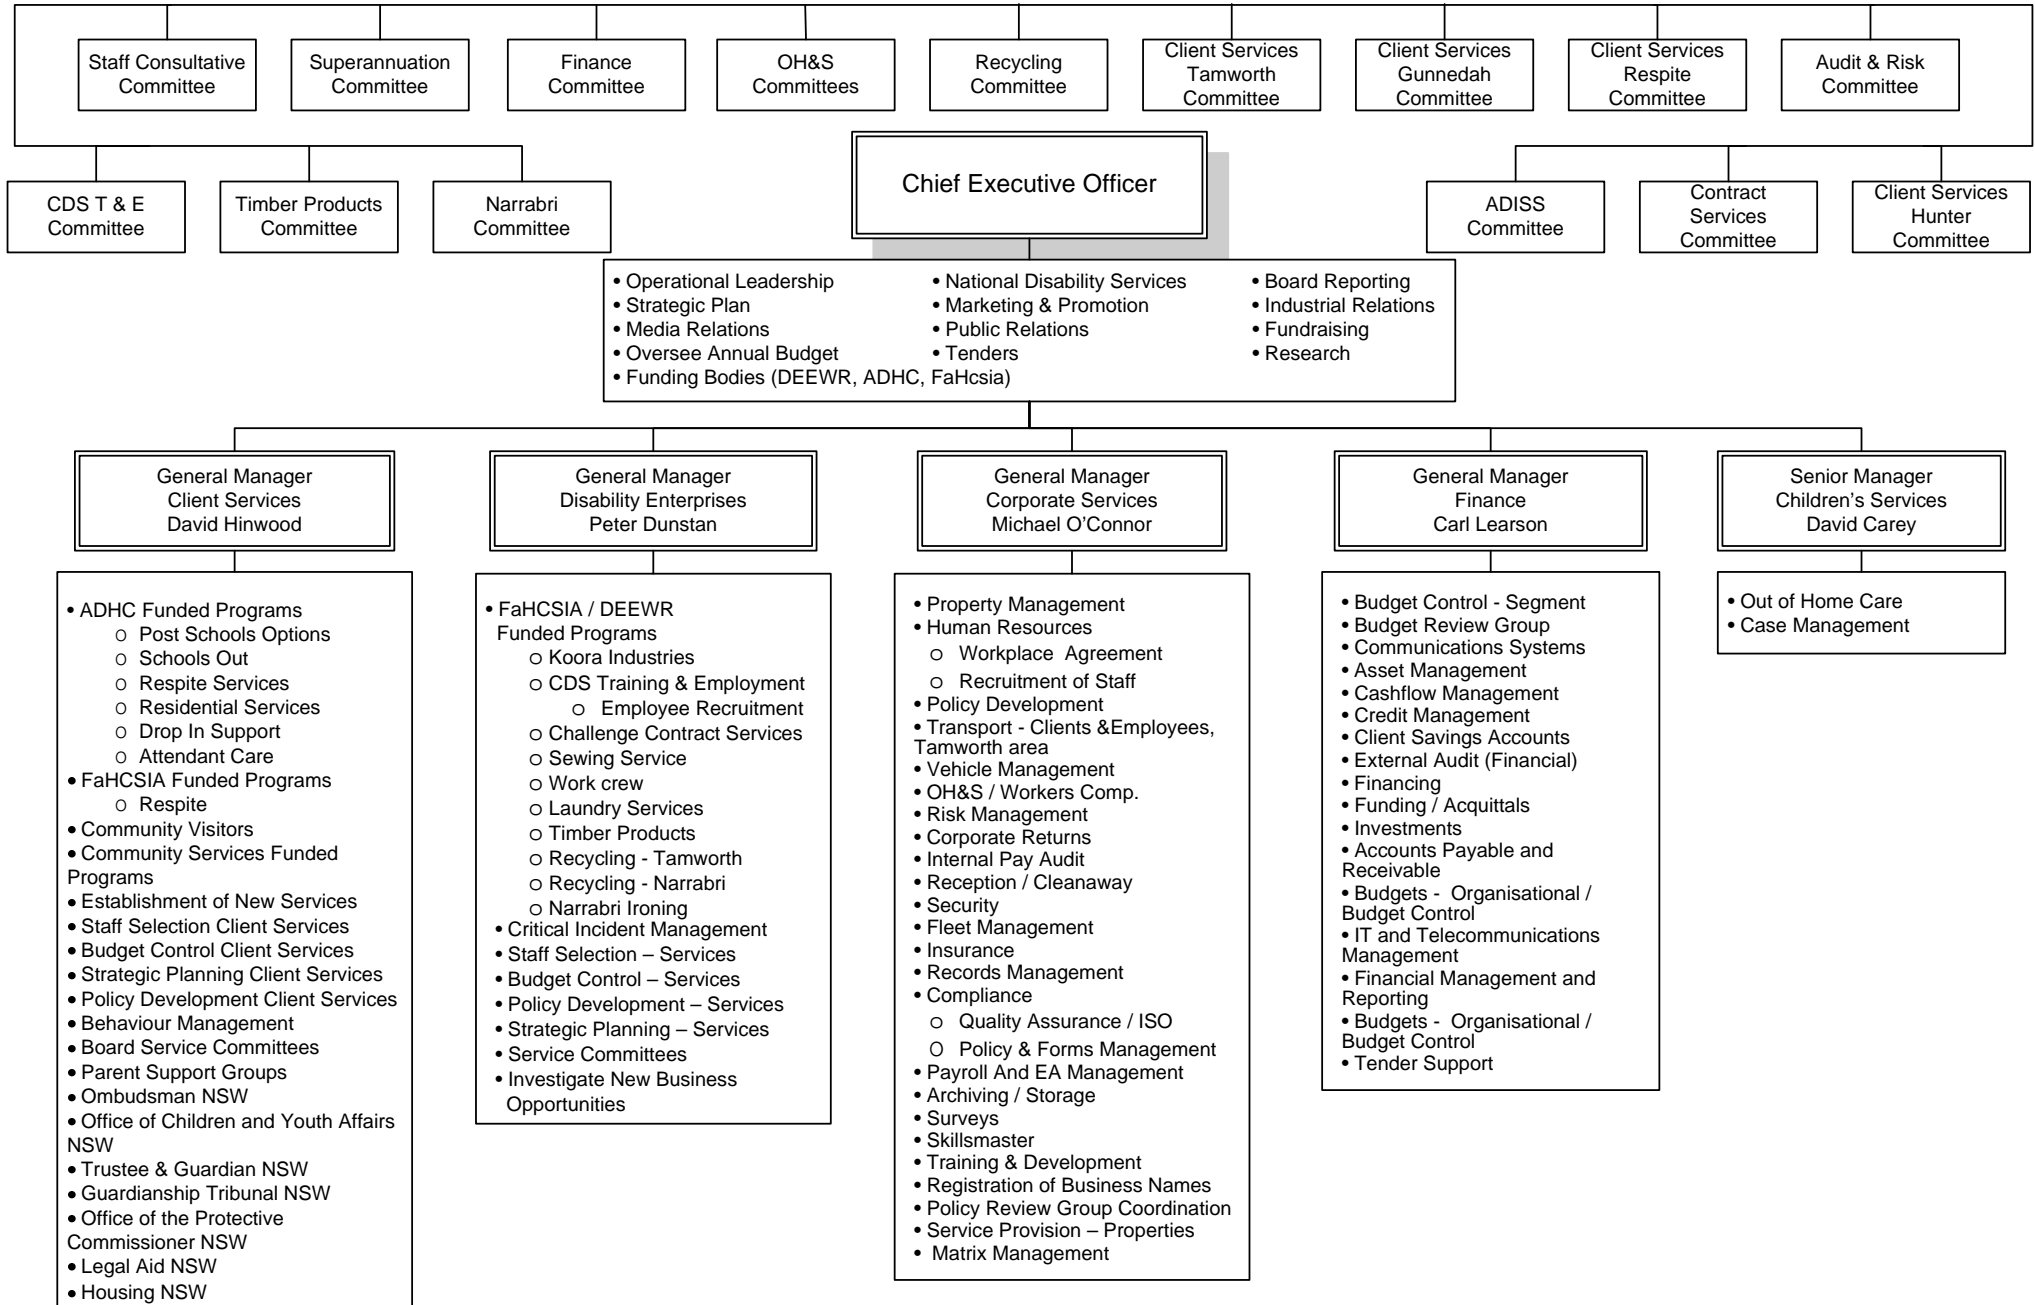 Staff Consultative
Committee
Superannuation
Committee
Finance
Committee
OH&S
Committees
Recycling
Committee
Client Services
Tamworth
Committee
Client Services
Gunnedah
Committee
Client Services
Respite
Committee
Audit & Risk
Committee
CDS T & E
Committee
Timber Products
Committee
Narrabri
Committee
Chief Executive Officer
ADISS
Committee
Contract
Services
Committee
Client Services
Hunter
Committee
• Operational Leadership
• Strategic Plan
• Media Relations
• Oversee Annual Budget
• Funding Bodies (DEEWR, ADHC, FaHcsia)
• National Disability Services
• Marketing & Promotion
• Public Relations
• Tenders
• Board Reporting
• Industrial Relations
• Fundraising
• Research
General Manager
Client Services
David Hinwood
General Manager
Disability Enterprises
Peter Dunstan
General Manager
Corporate Services
Michael O’Connor
General Manager
Finance
Carl Learson
Senior Manager
Children’s Services
David Carey
• ADHC Funded Programs
o Post Schools Options
o Schools Out
o Respite Services
o Residential Services
o Drop In Support
o Attendant Care
• FaHCSIA Funded Programs
o Respite
• Community Visitors
• Community Services Funded
Programs
• Establishment of New Services
• Staff Selection Client Services
• Budget Control Client Services
• Strategic Planning Client Services
• Policy Development Client Services
• Behaviour Management
• Board Service Committees
• Parent Support Groups
• Ombudsman NSW
• Office of Children and Youth Affairs
NSW
• Trustee & Guardian NSW
• Guardianship Tribunal NSW
• Office of the Protective
Commissioner NSW
• Legal Aid NSW
• Housing NSW
• FaHCSIA / DEEWR
Funded Programs
o Koora Industries
o CDS Training & Employment
o Employee Recruitment
o Challenge Contract Services
o Sewing Service
o Work crew
o Laundry Services
o Timber Products
o Recycling - Tamworth
o Recycling - Narrabri
o Narrabri Ironing
• Critical Incident Management
• Staff Selection – Services
• Budget Control – Services
• Policy Development – Services
• Strategic Planning – Services
• Service Committees
• Investigate New Business
Opportunities
• Property Management
• Human Resources
o Workplace Agreement
o Recruitment of Staff
• Policy Development
• Transport - Clients &Employees,
Tamworth area
• Vehicle Management
• OH&S / Workers Comp.
• Risk Management
• Corporate Returns
• Internal Pay Audit
• Reception / Cleanaway
• Security
• Fleet Management
• Insurance
• Records Management
• Compliance
o Quality Assurance / ISO
O Policy & Forms Management
• Payroll And EA Management
• Archiving / Storage
• Surveys
• Skillsmaster
• Training & Development
• Registration of Business Names
• Policy Review Group Coordination
• Service Provision – Properties
• Matrix Management
• Budget Control - Segment
• Budget Review Group
• Communications Systems
• Asset Management
• Cashflow Management
• Credit Management
• Client Savings Accounts
• External Audit (Financial)
• Financing
• Funding / Acquittals
• Investments
• Accounts Payable and
Receivable
• Budgets - Organisational /
Budget Control
• IT and Telecommunications
Management
• Financial Management and
Reporting
• Budgets - Organisational /
Budget Control
• Tender Support
• Out of Home Care
• Case Management